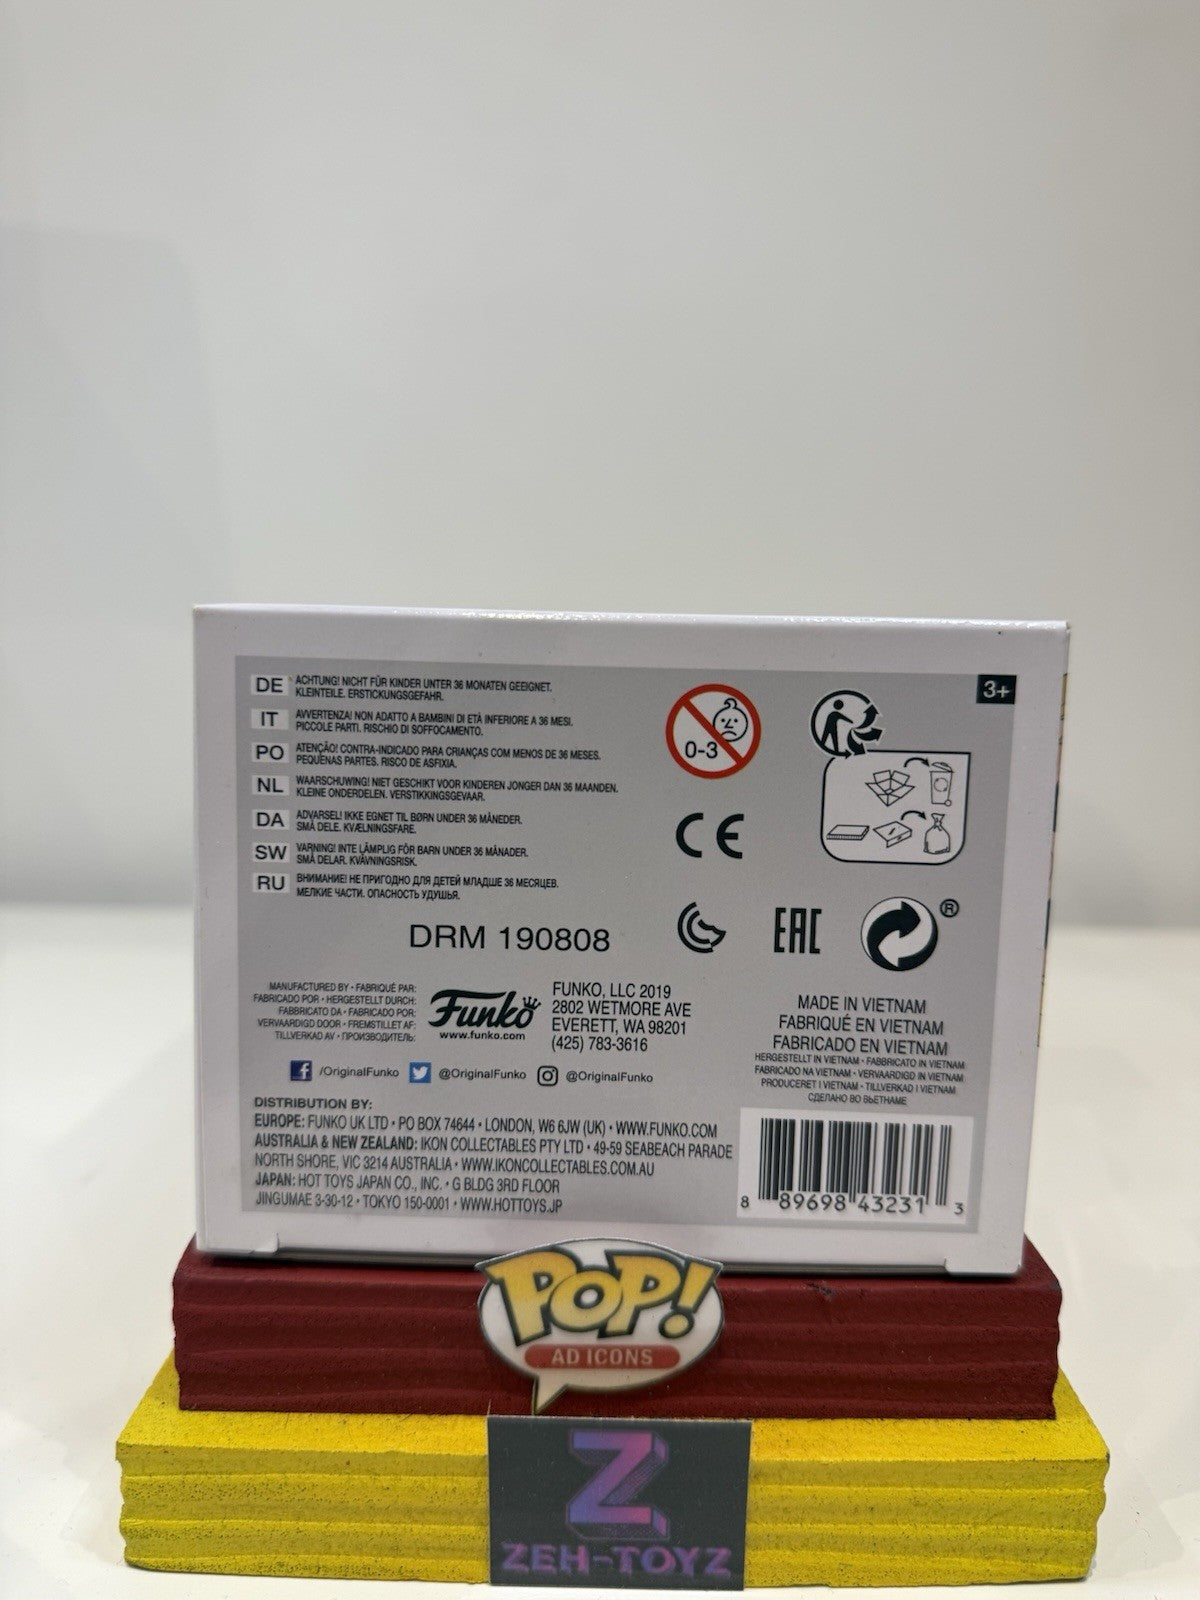 DE ACHTUNG! NICHT FÜR KINDER UNTER 36 MONATEN GEEIGNET.
KLEINTEILE. ERSTICKUNGSGEFAHR.
IT AVVERTENZA! NON ADATTO A BAMBINI DI ETÀ INFERIORE A 36 MESI.
PICCOLE PARTI. RISCHIO DI SOFFOCAMENTO.
PO ATENÇÃO! CONTRA-INDICADO PARA CRIANÇAS COM MENOS DE 36 MESES.
PEQUENAS PARTES. RISCO DE ASFIXIA.
NL WAARSCHUWING! NIET GESCHIKT VOOR KINDEREN JONGER DAN 36 MAANDEN.
KLEINE ONDERDELEN. VERSTIKKINGSGEVAAR.
DA ADVARSEL! IKKE EGNET TIL BØRN UNDER 36 MÅNEDER.
SMÅ DELE. KVÆLNINGSFARE.
SW VARNING! INTE LÄMPLIG FÖR BARN UNDER 36 MÅNADER.
SMÅ DELAR. KVÄVNINGSRISK.
RU ВНИМАНИЕ! НЕ ПРИГОДНО ДЛЯ ДЕТЕЙ МЛАДШЕ 36 МЕСЯЦЕВ.
МЕЛКИЕ ЧАСТИ. ОПАСНОСТЬ УДУШЬЯ.
3+
0-3
CE
DRM 190808
EAC
®
MANUFACTURED BY • FABRIQUÉ PAR:
FABRICADO POR • HERGESTELLT DURCH:
FABBRICATO DA • FABRICADO POR:
VERVAARDIGD DOOR • FREMSTILLET AF:
TILLVERKAD AV • ПРОИЗВОДИТЕЛЬ:
Funko
www.funko.com
FUNKO, LLC 2019
2802 WETMORE AVE
EVERETT, WA 98201
(425) 783-3616
MADE IN VIETNAM
FABRIQUÉ EN VIETNAM
FABRICADO EN VIETNAM
HERGESTELLT IN VIETNAM • FABBRICATO IN VIETNAM
FABRICADO NA VIETNAM • VERVAARDIGD IN VIETNAM
PRODUCERET I VIETNAM • TILLVERKAD I VIETNAM
СДЕЛАНО ВО ВЬЕТНАМЕ
/OriginalFunko @OriginalFunko @OriginalFunko
DISTRIBUTION BY:
EUROPE: FUNKO UK LTD • PO BOX 74644 • LONDON, W6 6JW (UK) • WWW.FUNKO.COM
AUSTRALIA & NEW ZEALAND: IKON COLLECTABLES PTY LTD • 49-59 SEABEACH PARADE
NORTH SHORE, VIC 3214 AUSTRALIA • WWW.IKONCOLLECTABLES.COM.AU
JAPAN: HOT TOYS JAPAN CO., INC. • G BLDG 3RD FLOOR
JINGUMAE 3-30-12 • TOKYO 150-0001 • WWW.HOTTOYS.JP
8 89698 43231 3
POP!
AD ICONS
Z
ZEH-TOYZ